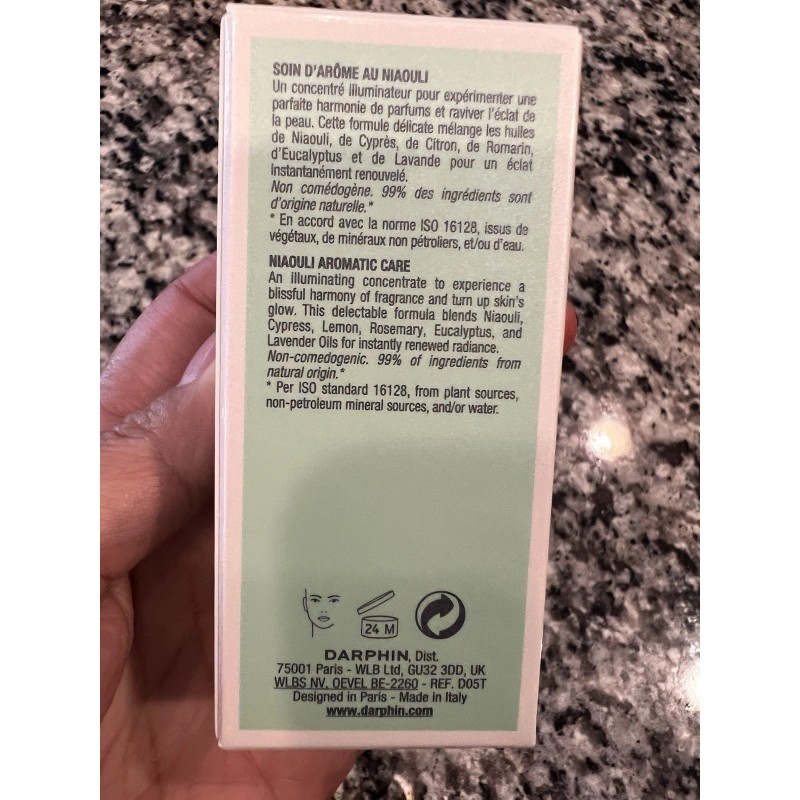 SOIN D'ARÔME AU NIAOULI
Un concentré illuminateur pour expérimenter une
parfaite harmonie de parfums et raviver l'éclat de
la peau. Cette formule délicate mélange les huiles
de Niaouli, de Cyprès, de Citron, de Romarin,
d'Eucalyptus et de Lavande pour un éclat
instantanément renouvelé.
Non comédogène. 99% des ingrédients sont
d'origine naturelle.*
* En accord avec la norme ISO 16128, issus de
végétaux, de minéraux non pétroliers, et/ou d'eau.
NIAOULI AROMATIC CARE
An illuminating concentrate to experience a
blissful harmony of fragrance and turn up skin's
glow. This delectable formula blends Niaouli,
Cypress, Lemon, Rosemary, Eucalyptus, and
Lavender Oils for instantly renewed radiance.
Non-comedogenic. 99% of ingredients from
natural origin.*
* Per ISO standard 16128, from plant sources,
non-petroleum mineral sources, and/or water.
24 M
DARPHIN, Dist.
75001 Paris - WLB Ltd, GU32 3DD, UK
WLBS NV. OEVEL BE-2260 - REF. D05T
Designed in Paris - Made in Italy
www.darphin.com